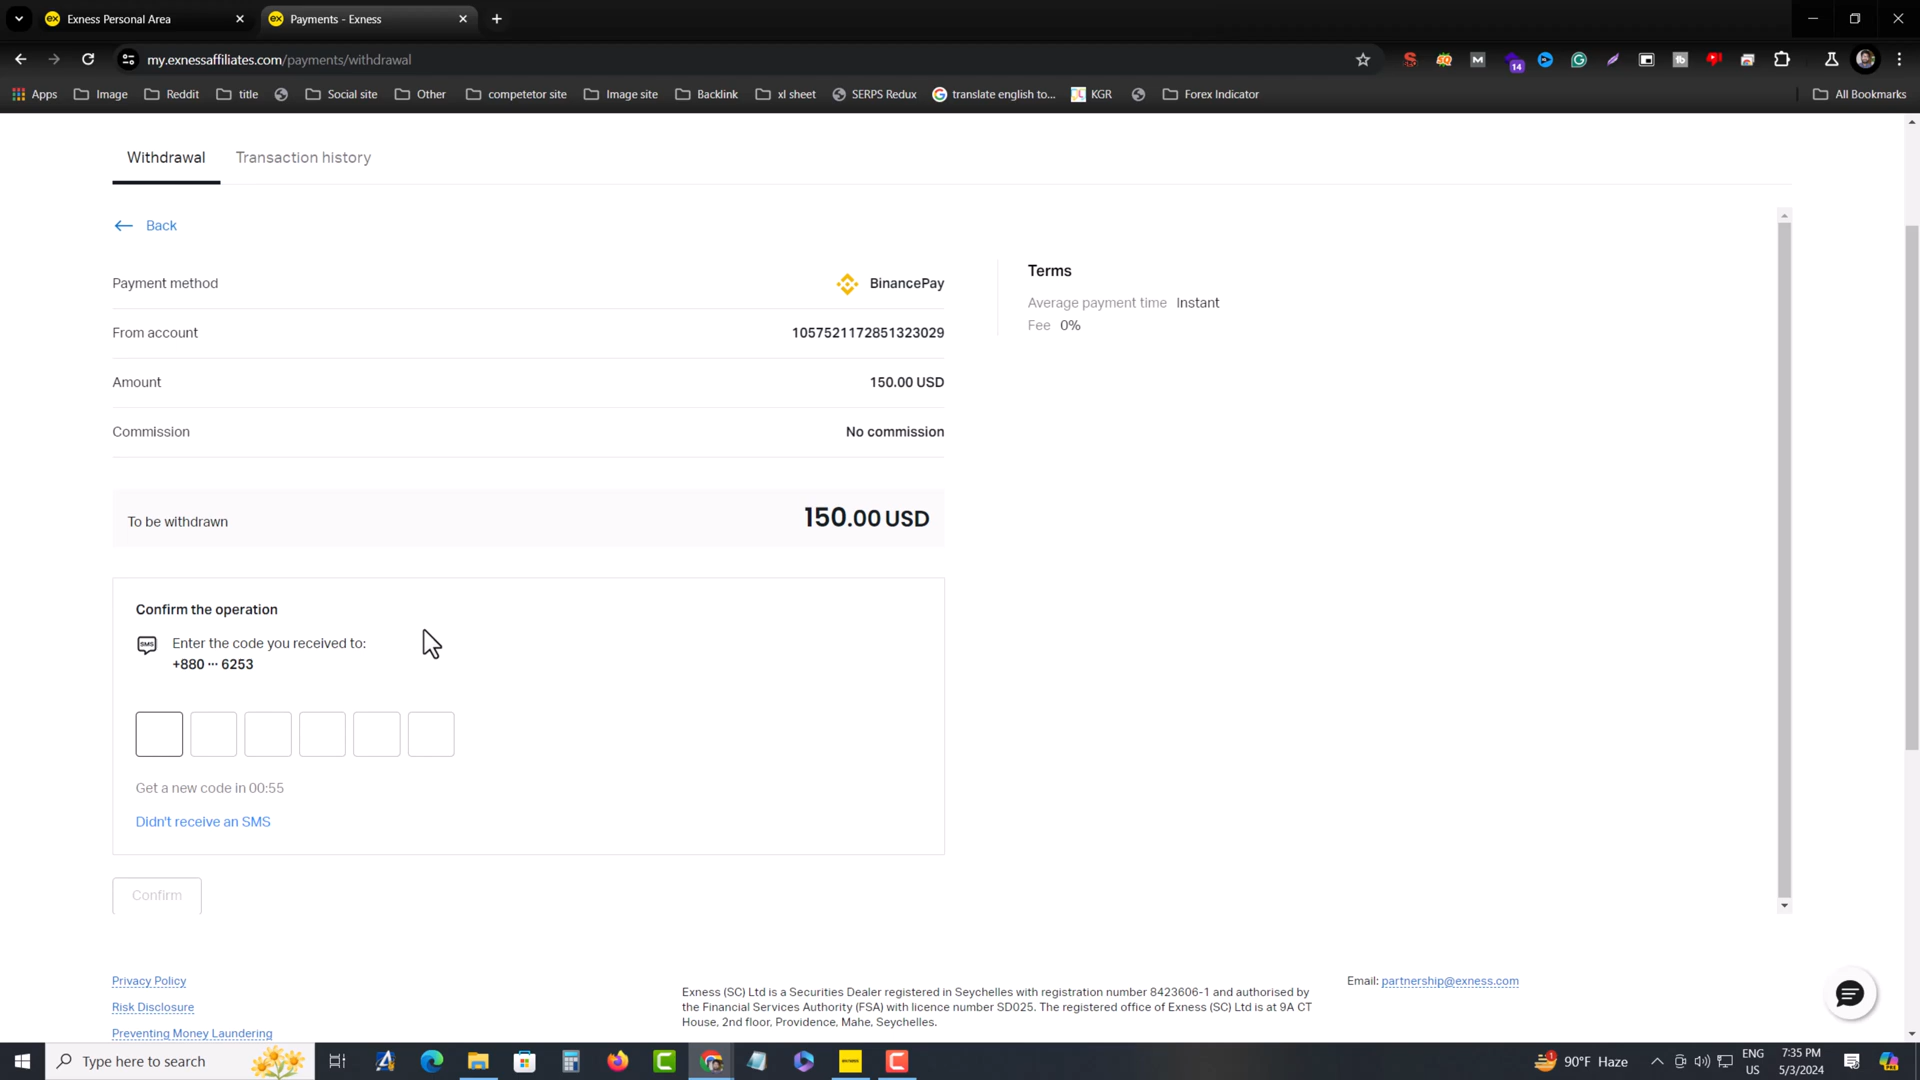 Exness Personal Area
Payments - Exness
my.exnessaffiliates.com/payments/withdrawal
14
Apps
Image
Reddit
title
Social site
Other
competetor site
Image site
Backlink
xl sheet
SERPS Redux
translate english to...
KGR
Forex Indicator
All Bookmarks
Withdrawal
Transaction history
Back
Payment method
BinancePay
From account
1057521172851323029
Amount
150.00 USD
Commission
No commission
To be withdrawn
150.00 USD
Terms
Average payment time Instant
Fee 0%
Confirm the operation
SMS
Enter the code you received to:
+880 ··· 6253
Get a new code in 00:55
Didn't receive an SMS
Confirm
Privacy Policy
Risk Disclosure
Preventing Money Laundering
Exness (SC) Ltd is a Securities Dealer registered in Seychelles with registration number 8423606-1 and authorised by
the Financial Services Authority (FSA) with licence number SD025. The registered office of Exness (SC) Ltd is at 9A CT
House, 2nd floor, Providence, Mahe, Seychelles.
Email: partnership@exness.com
Type here to search
90°F Haze
ENG
US
7:35 PM
5/3/2024